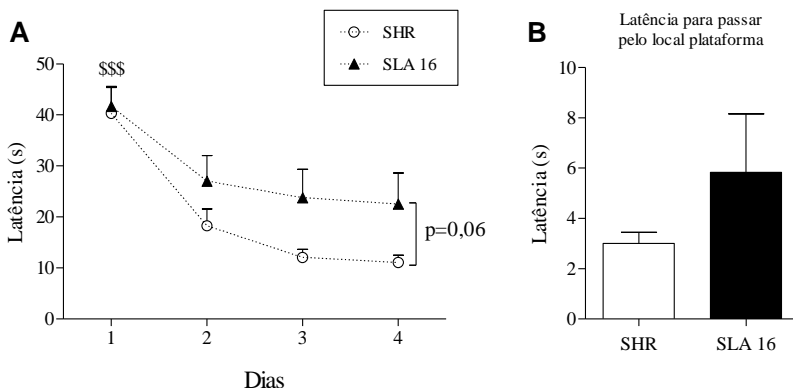 A
SHR
SLA 16
$$$
50
40
30
20
10
0
Latência (s)
p=0,06
1 2 3 4
Dias
B
Latência para passar
pelo local plataforma
10
8
6
4
2
0
Latência (s)
SHR SLA 16